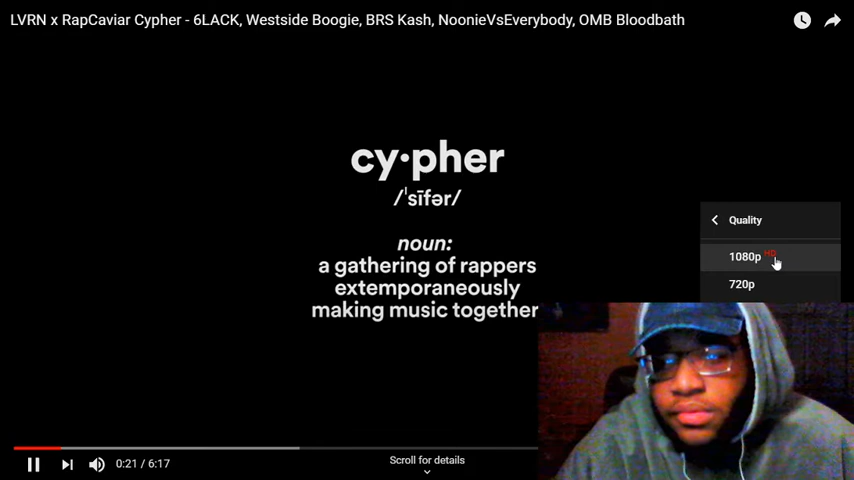 LVRN x RapCaviar Cypher - 6LACK, Westside Boogie, BRS Kash, NoonieVsEverybody, OMB Bloodbath
cy·pher
/ˈsīfər/
noun:
a gathering of rappers
extemporaneously
making music together
Quality
1080p HD
720p
0:21 / 6:17
Scroll for details